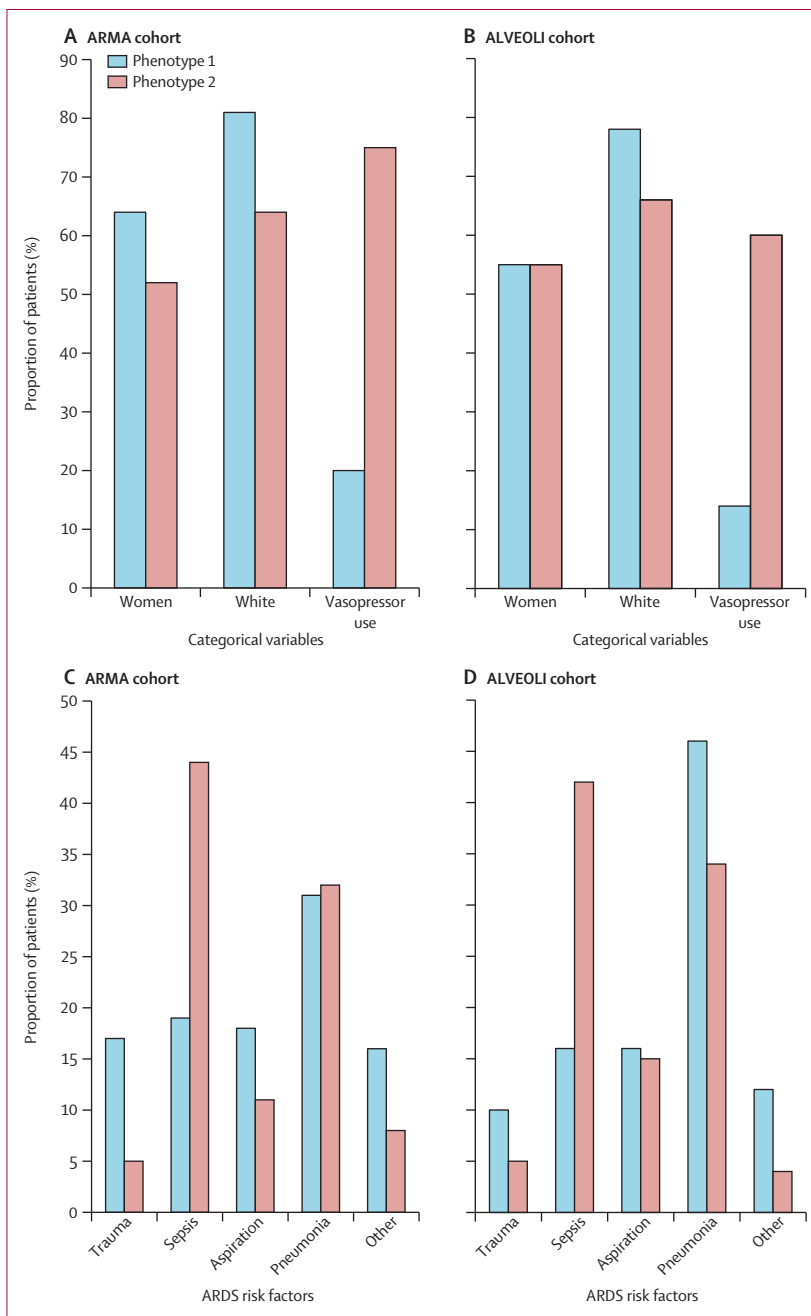 A ARMA cohort
Phenotype 1
Phenotype 2
90
80
70
60
50
40
30
20
10
0
Proportion of patients (%)
Women
White
Vasopressor
use
Categorical variables
B ALVEOLI cohort
Women
White
Vasopressor
use
Categorical variables
C ARMA cohort
50
45
40
35
30
25
20
15
10
5
0
Proportion of patients (%)
Trauma
Sepsis
Aspiration
Pneumonia
Other
ARDS risk factors
D ALVEOLI cohort
Trauma
Sepsis
Aspiration
Pneumonia
Other
ARDS risk factors